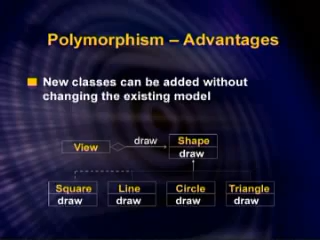 Polymorphism – Advantages
New classes can be added without
changing the existing model
View
draw
Shape
draw
Square
draw
Line
draw
Circle
draw
Triangle
draw